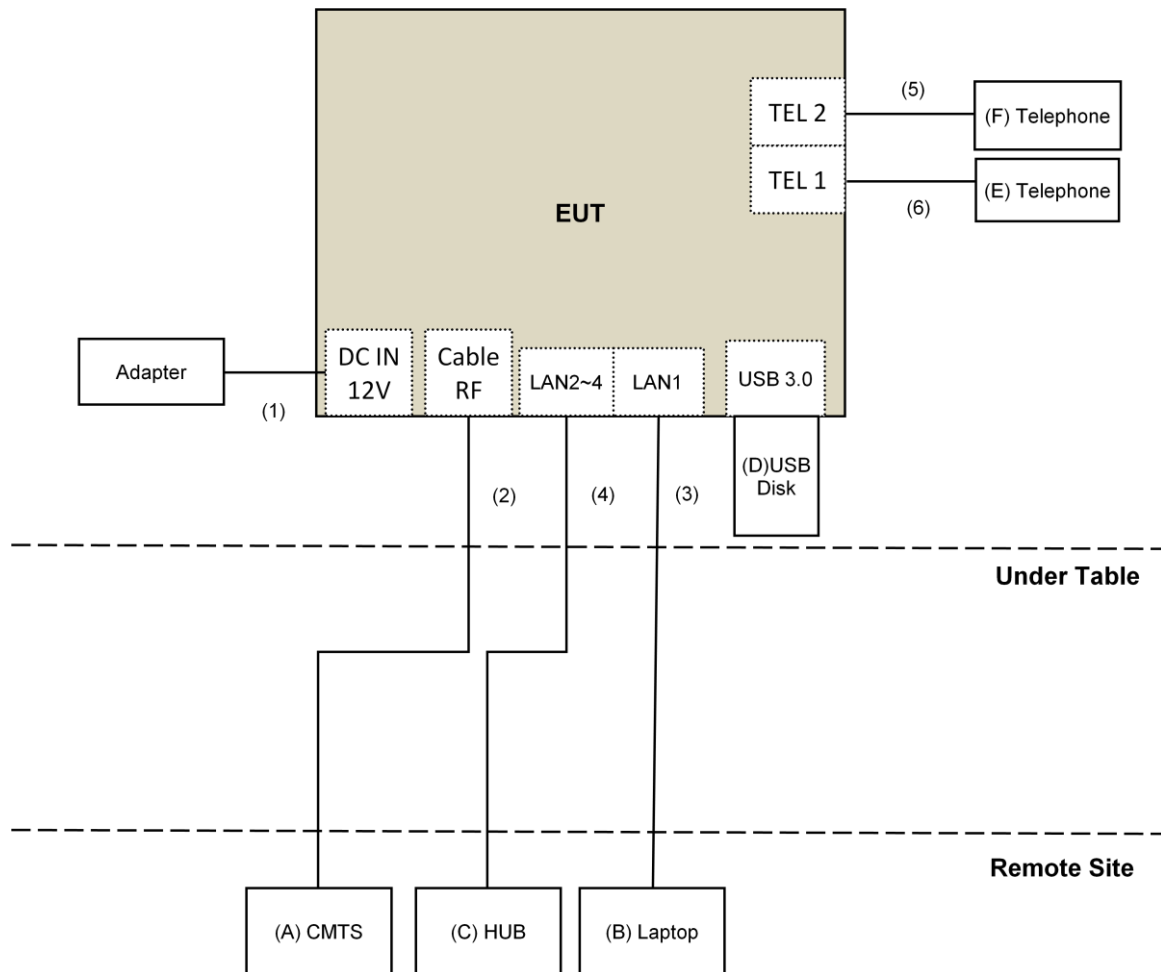 (5)
TEL 2
(F) Telephone
TEL 1
(E) Telephone
(6)
EUT
Adapter
(1)
DC IN
12V
Cable
RF
LAN2~4
LAN1
USB 3.0
(2)
(4)
(3)
(D)USB
Disk
Under Table
Remote Site
(A) CMTS
(C) HUB
(B) Laptop